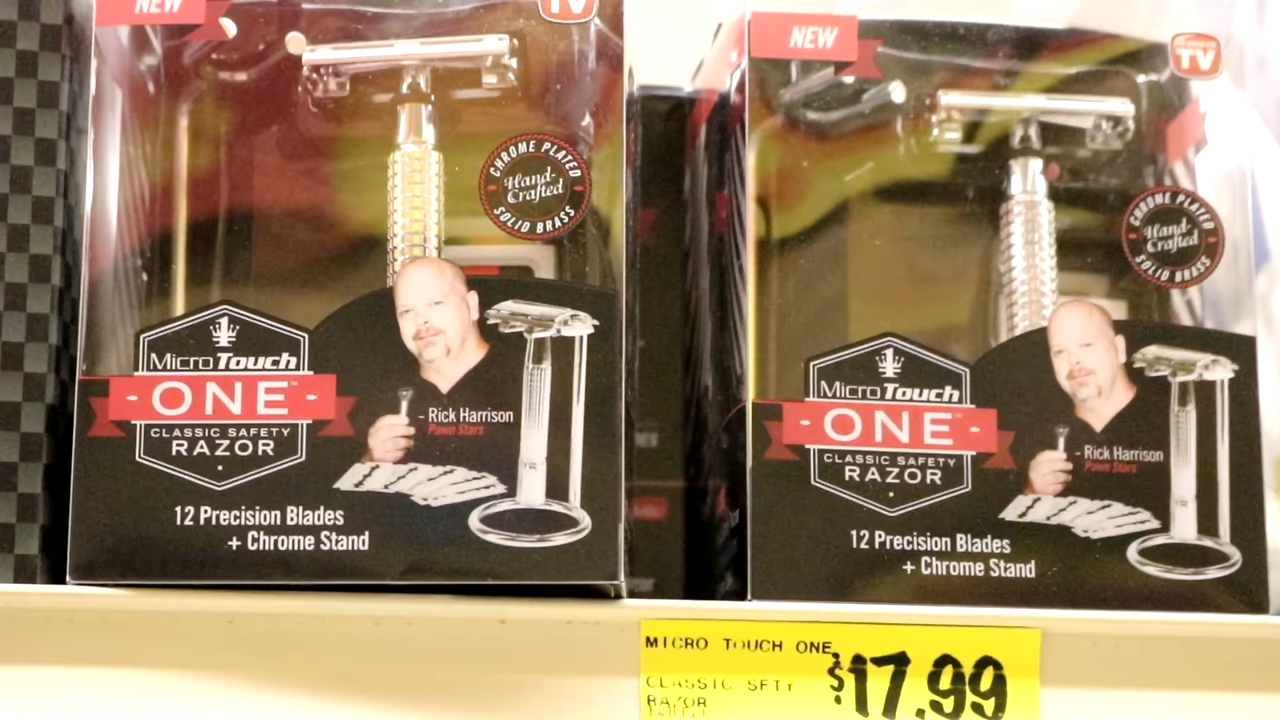 NEW
TV
CHROME PLATED
Hand-
Crafted
SOLID BRASS
MicroTouch
ONE™
CLASSIC SAFETY
RAZOR
- Rick Harrison
Pawn Stars
12 Precision Blades
+ Chrome Stand
NEW
TV
CHROME PLATED
Hand-
Crafted
SOLID BRASS
MicroTouch
ONE™
CLASSIC SAFETY
RAZOR
- Rick Harrison
Pawn Stars
12 Precision Blades
+ Chrome Stand
MICRO TOUCH ONE
CLASSIC SFTY
RAZOR
$17.99